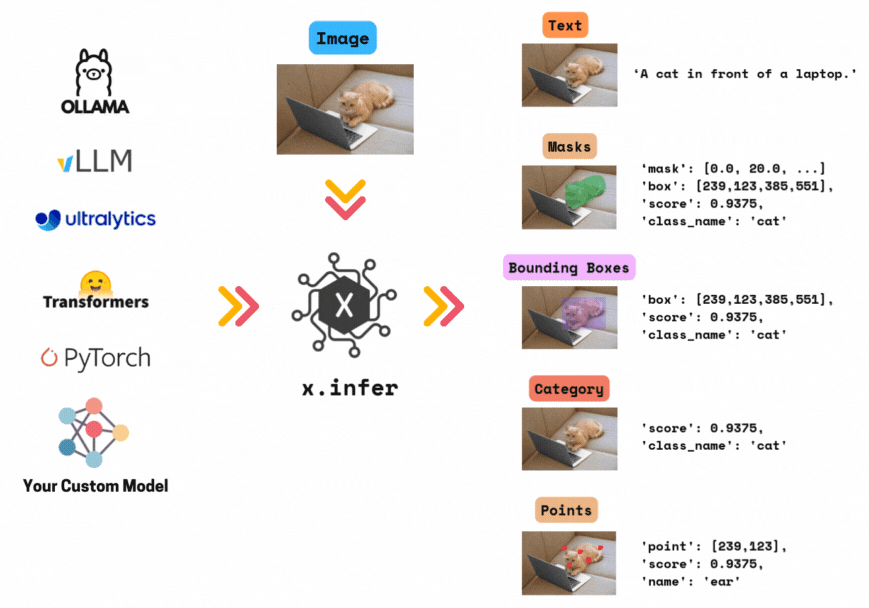 OLLAMA
vLLM
ultralytics
Transformers
PyTorch
Your Custom Model
Image
X
x.infer
Text
'A cat in front of a laptop.'
Masks
'mask': [0.0, 20.0, ...]
'box': [239,123,385,551],
'score': 0.9375,
'class_name': 'cat'
Bounding Boxes
'box': [239,123,385,551],
'score': 0.9375,
'class_name': 'cat'
Category
'score': 0.9375,
'class_name': 'cat'
Points
'point': [239,123],
'score': 0.9375,
'name': 'ear'